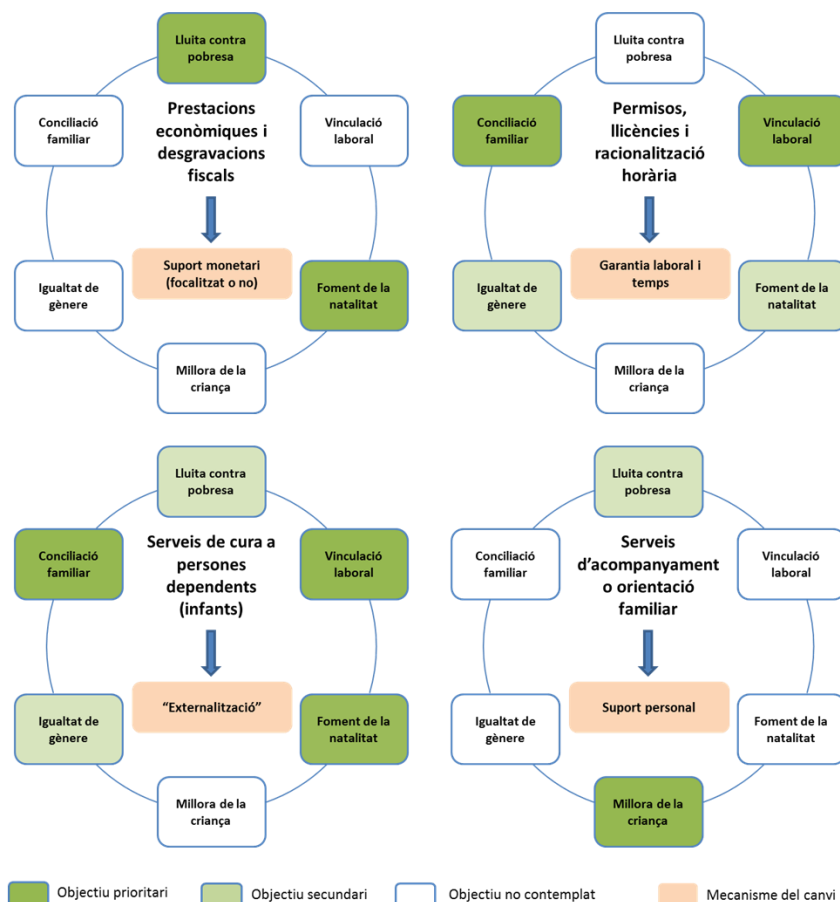 Lluita contra
pobresa
Conciliació
familiar
Prestacions
econòmiques i
desgravacions
fiscals
Vinculació
laboral
Igualtat de
gènere
Suport monetari
(focalitzat o no)
Foment de la
natalitat
Millora de la
criança
Lluita contra
pobresa
Conciliació
familiar
Permisos,
llicències i
racionalització
horària
Vinculació
laboral
Igualtat de
gènere
Garantia laboral i
temps
Foment de la
natalitat
Millora de la
criança
Lluita contra
pobresa
Conciliació
familiar
Serveis de cura a
persones
dependents
(infants)
Vinculació
laboral
Igualtat de
gènere
“Externalització”
Foment de la
natalitat
Millora de la
criança
Lluita contra
pobresa
Conciliació
familiar
Serveis
d’acompanyament
o orientació
familiar
Vinculació
laboral
Igualtat de
gènere
Suport personal
Foment de la
natalitat
Millora de la
criança
Objectiu prioritari
Objectiu secundari
Objectiu no contemplat
Mecanisme del canvi